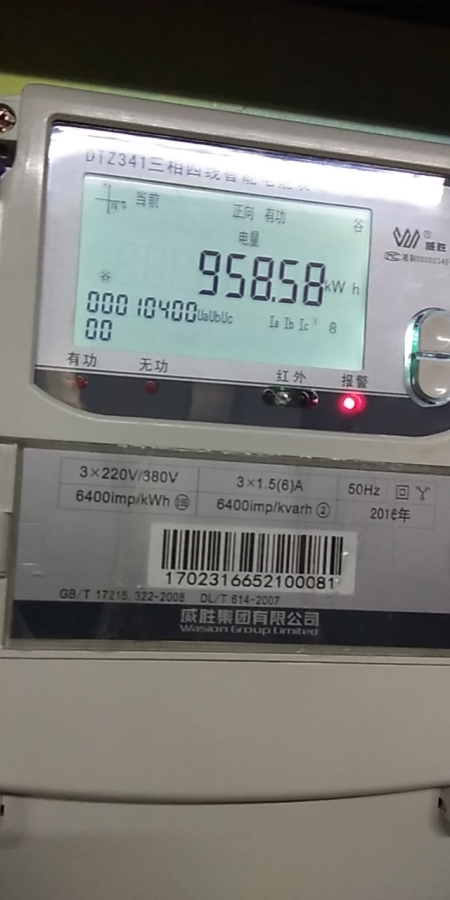 DTZ341三相四线智能电能表
当前
正向 有功
谷
电量
958.58 kWh
谷
00010400 UaUbUc Ia Ib Ic 8
00
有功 无功 红外 报警
威胜
3×220V/380V 3×1.5(6)A 50Hz
6400imp/kWh 6400imp/kvarh ② 2016年
1702316652100081
GB/T 17215.322-2008 DL/T 614-2007
威胜集团有限公司
Wasion Group Limited